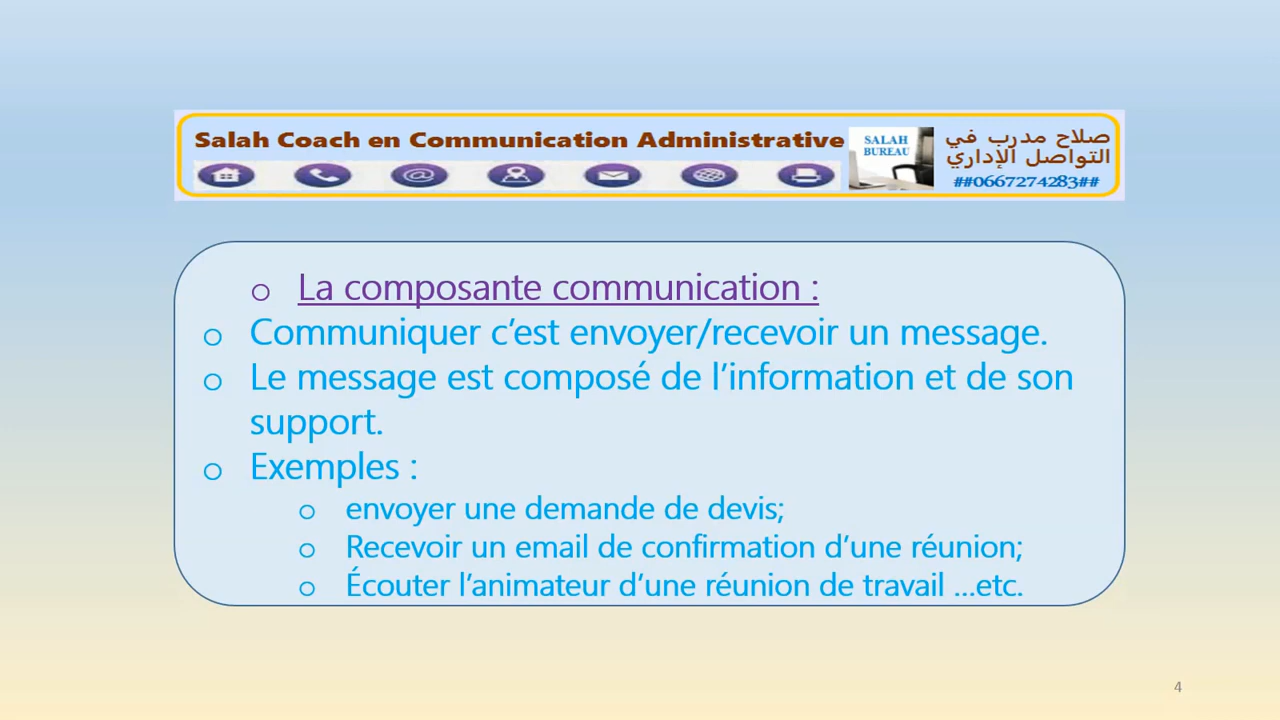 Salah Coach en Communication Administrative
SALAH
BUREAU
صلاح مدرب في
التواصل الإداري
##0667274283##
o La composante communication :
o Communiquer c’est envoyer/recevoir un message.
o Le message est composé de l’information et de son
support.
o Exemples :
o envoyer une demande de devis;
o Recevoir un email de confirmation d’une réunion;
o Écouter l’animateur d’une réunion de travail ...etc.
4